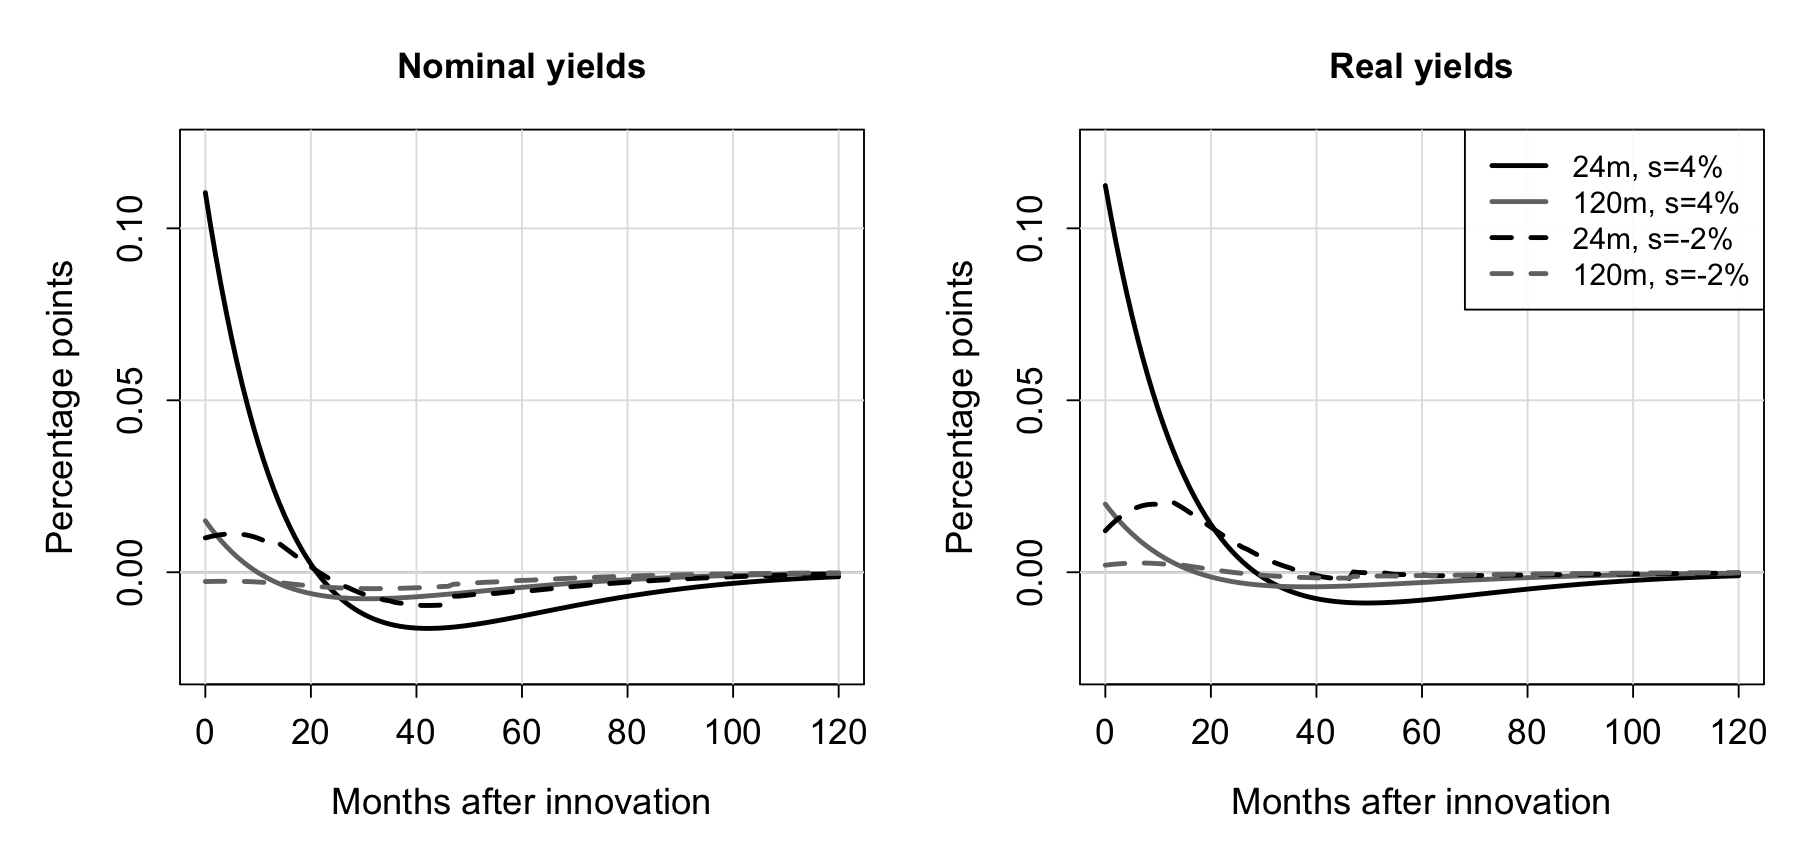 Nominal yields
Percentage points
0.10
0.05
0.00
0 20 40 60 80 100 120
Months after innovation
Real yields
Percentage points
0.10
0.05
0.00
24m, s=4%
120m, s=4%
24m, s=-2%
120m, s=-2%
0 20 40 60 80 100 120
Months after innovation